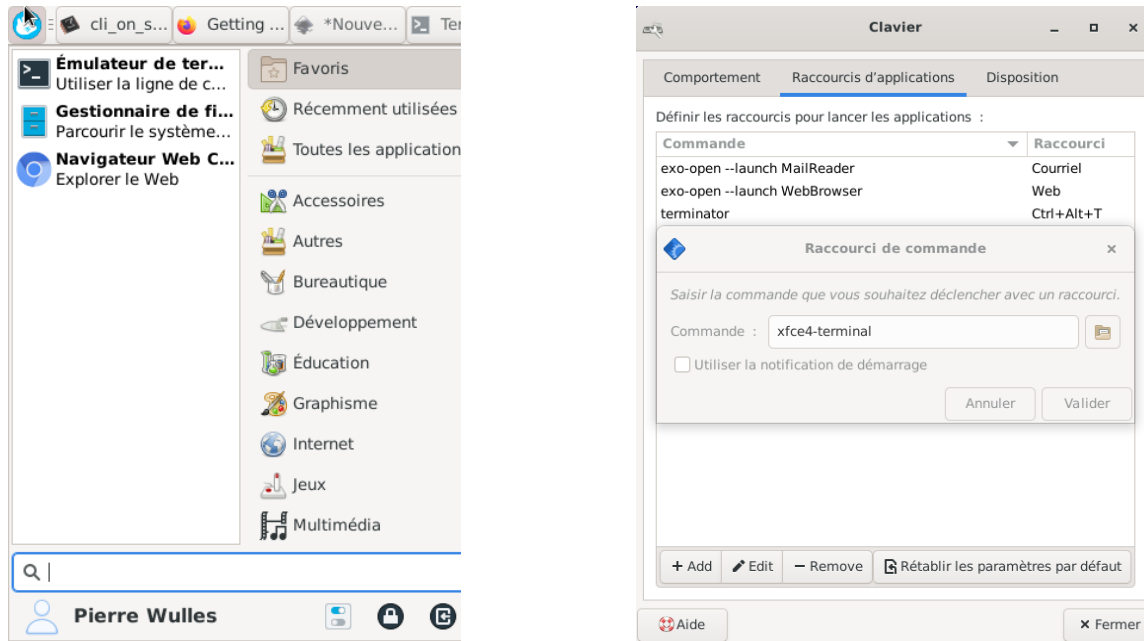 cli_on_s... Getting ... *Nouve... Ter
Émulateur de ter...
Utiliser la ligne de c...
Gestionnaire de fi...
Parcourir le système...
Navigateur Web C...
Explorer le Web
Favoris
Récemment utilisées
Toutes les application
Accessoires
Autres
Bureautique
Développement
Éducation
Graphisme
Internet
Jeux
Multimédia
Pierre Wulles
Clavier
Comportement Raccourcis d'applications Disposition
Définir les raccourcis pour lancer les applications :
Commande Raccourci
exo-open --launch MailReader Courriel
exo-open --launch WebBrowser Web
terminator Ctrl+Alt+T
Raccourci de commande
Saisir la commande que vous souhaitez déclencher avec un raccourci.
Commande : xfce4-terminal
Utiliser la notification de démarrage
Annuler Valider
Add Edit Remove Rétablir les paramètres par défaut
Aide Fermer